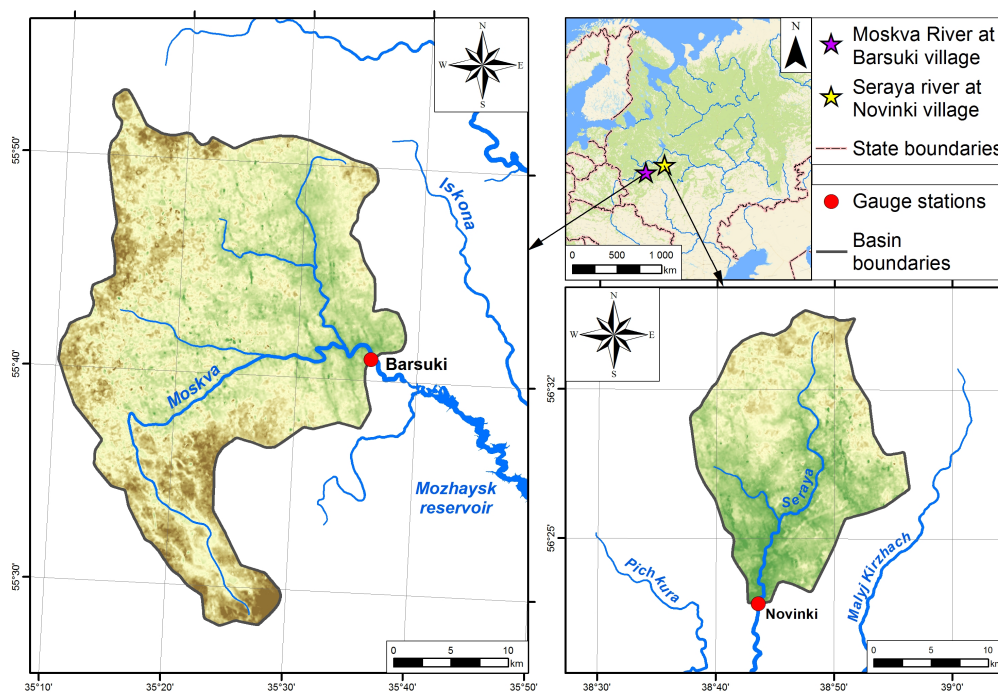 N
W
E
S
55°50'
55°40'
55°30'
35°10'
35°20'
35°30'
35°40'
35°50'
Iskona
Moskva
Barsuki
Mozhaysk
reservoir
0 5 10
km
N
0 500 1 000
km
Moskva River at
Barsuki village
Seraya river at
Novinki village
State boundaries
Gauge stations
Basin
boundaries
N
W
E
S
56°32'
56°25'
38°30'
38°40'
38°50'
39°0'
Seraya
Pich kura
Malyj Kirzhach
Novinki
0 5 10
km